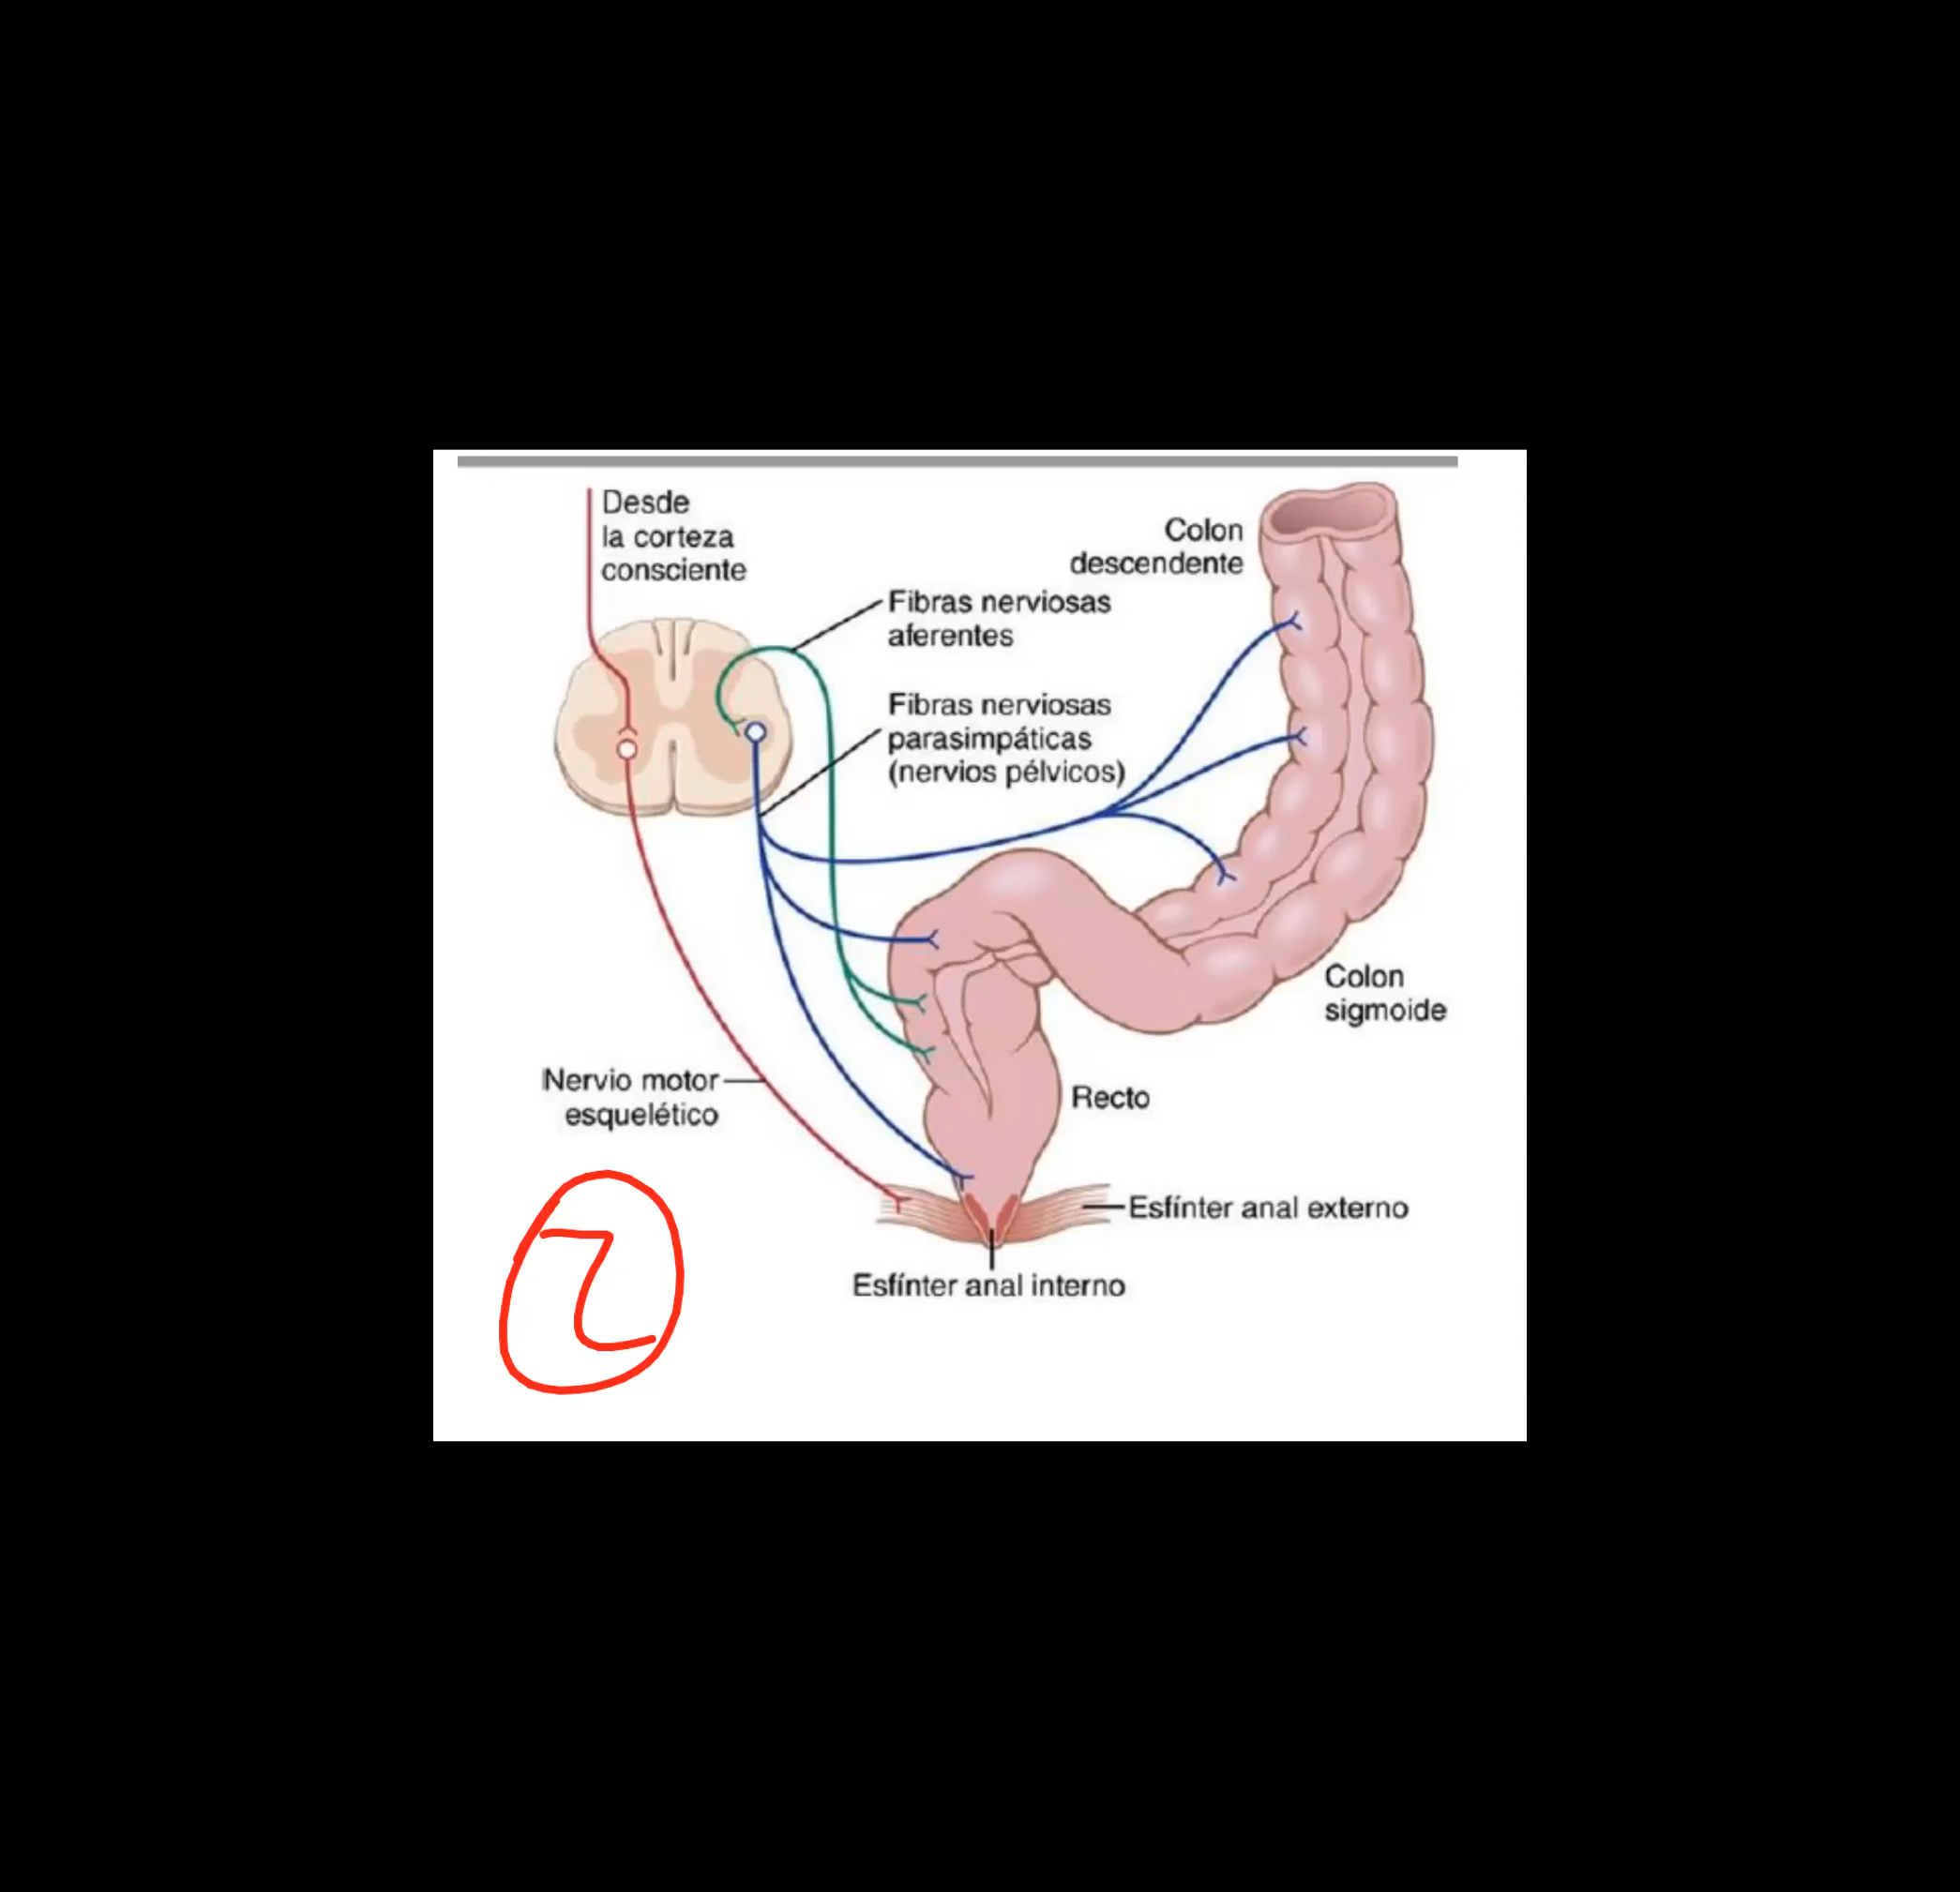 Desde
la corteza
consciente
Colon
descendente
Fibras nerviosas
aferentes
Fibras nerviosas
parasimpáticas
(nervios pélvicos)
Colon
sigmoide
Nervio motor
esquelético
Recto
Esfínter anal externo
Esfínter anal interno
2